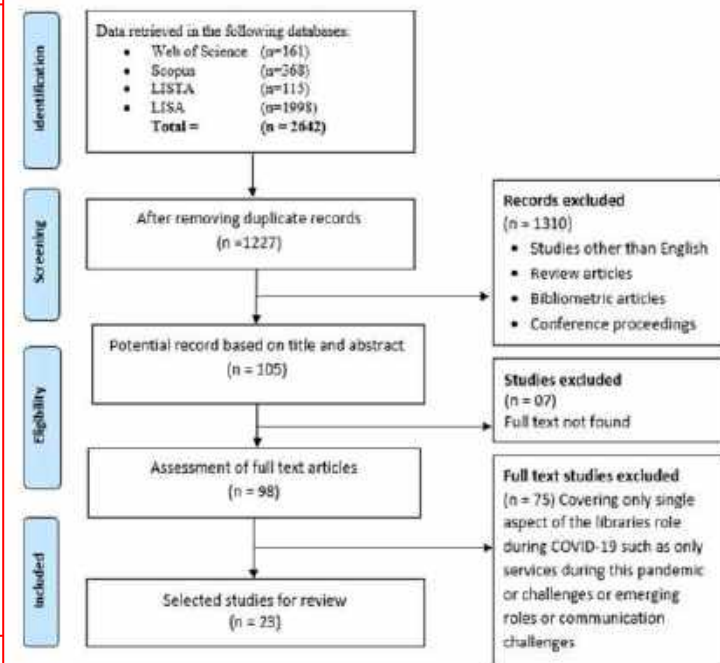 Identification
Data retrieved in the following databases:
• Web of Science (n=161)
• Scopus (n=368)
• LISTA (n=115)
• LISA (n=1998)
Total = (n = 2642)
Screening
After removing duplicate records
(n =1227)
Records excluded
(n = 1310)
• Studies other than English
• Review articles
• Bibliometric articles
• Conference proceedings
Eligibility
Potential record based on title and abstract
(n = 105)
Studies excluded
(n = 07)
Full text not found
Assessment of full text articles
(n = 98)
Full text studies excluded
(n = 75) Covering only single
aspect of the libraries role
during COVID-19 such as only
services during this pandemic
or challenges or emerging
roles or communication
challenges
Included
Selected studies for review
(n = 23)